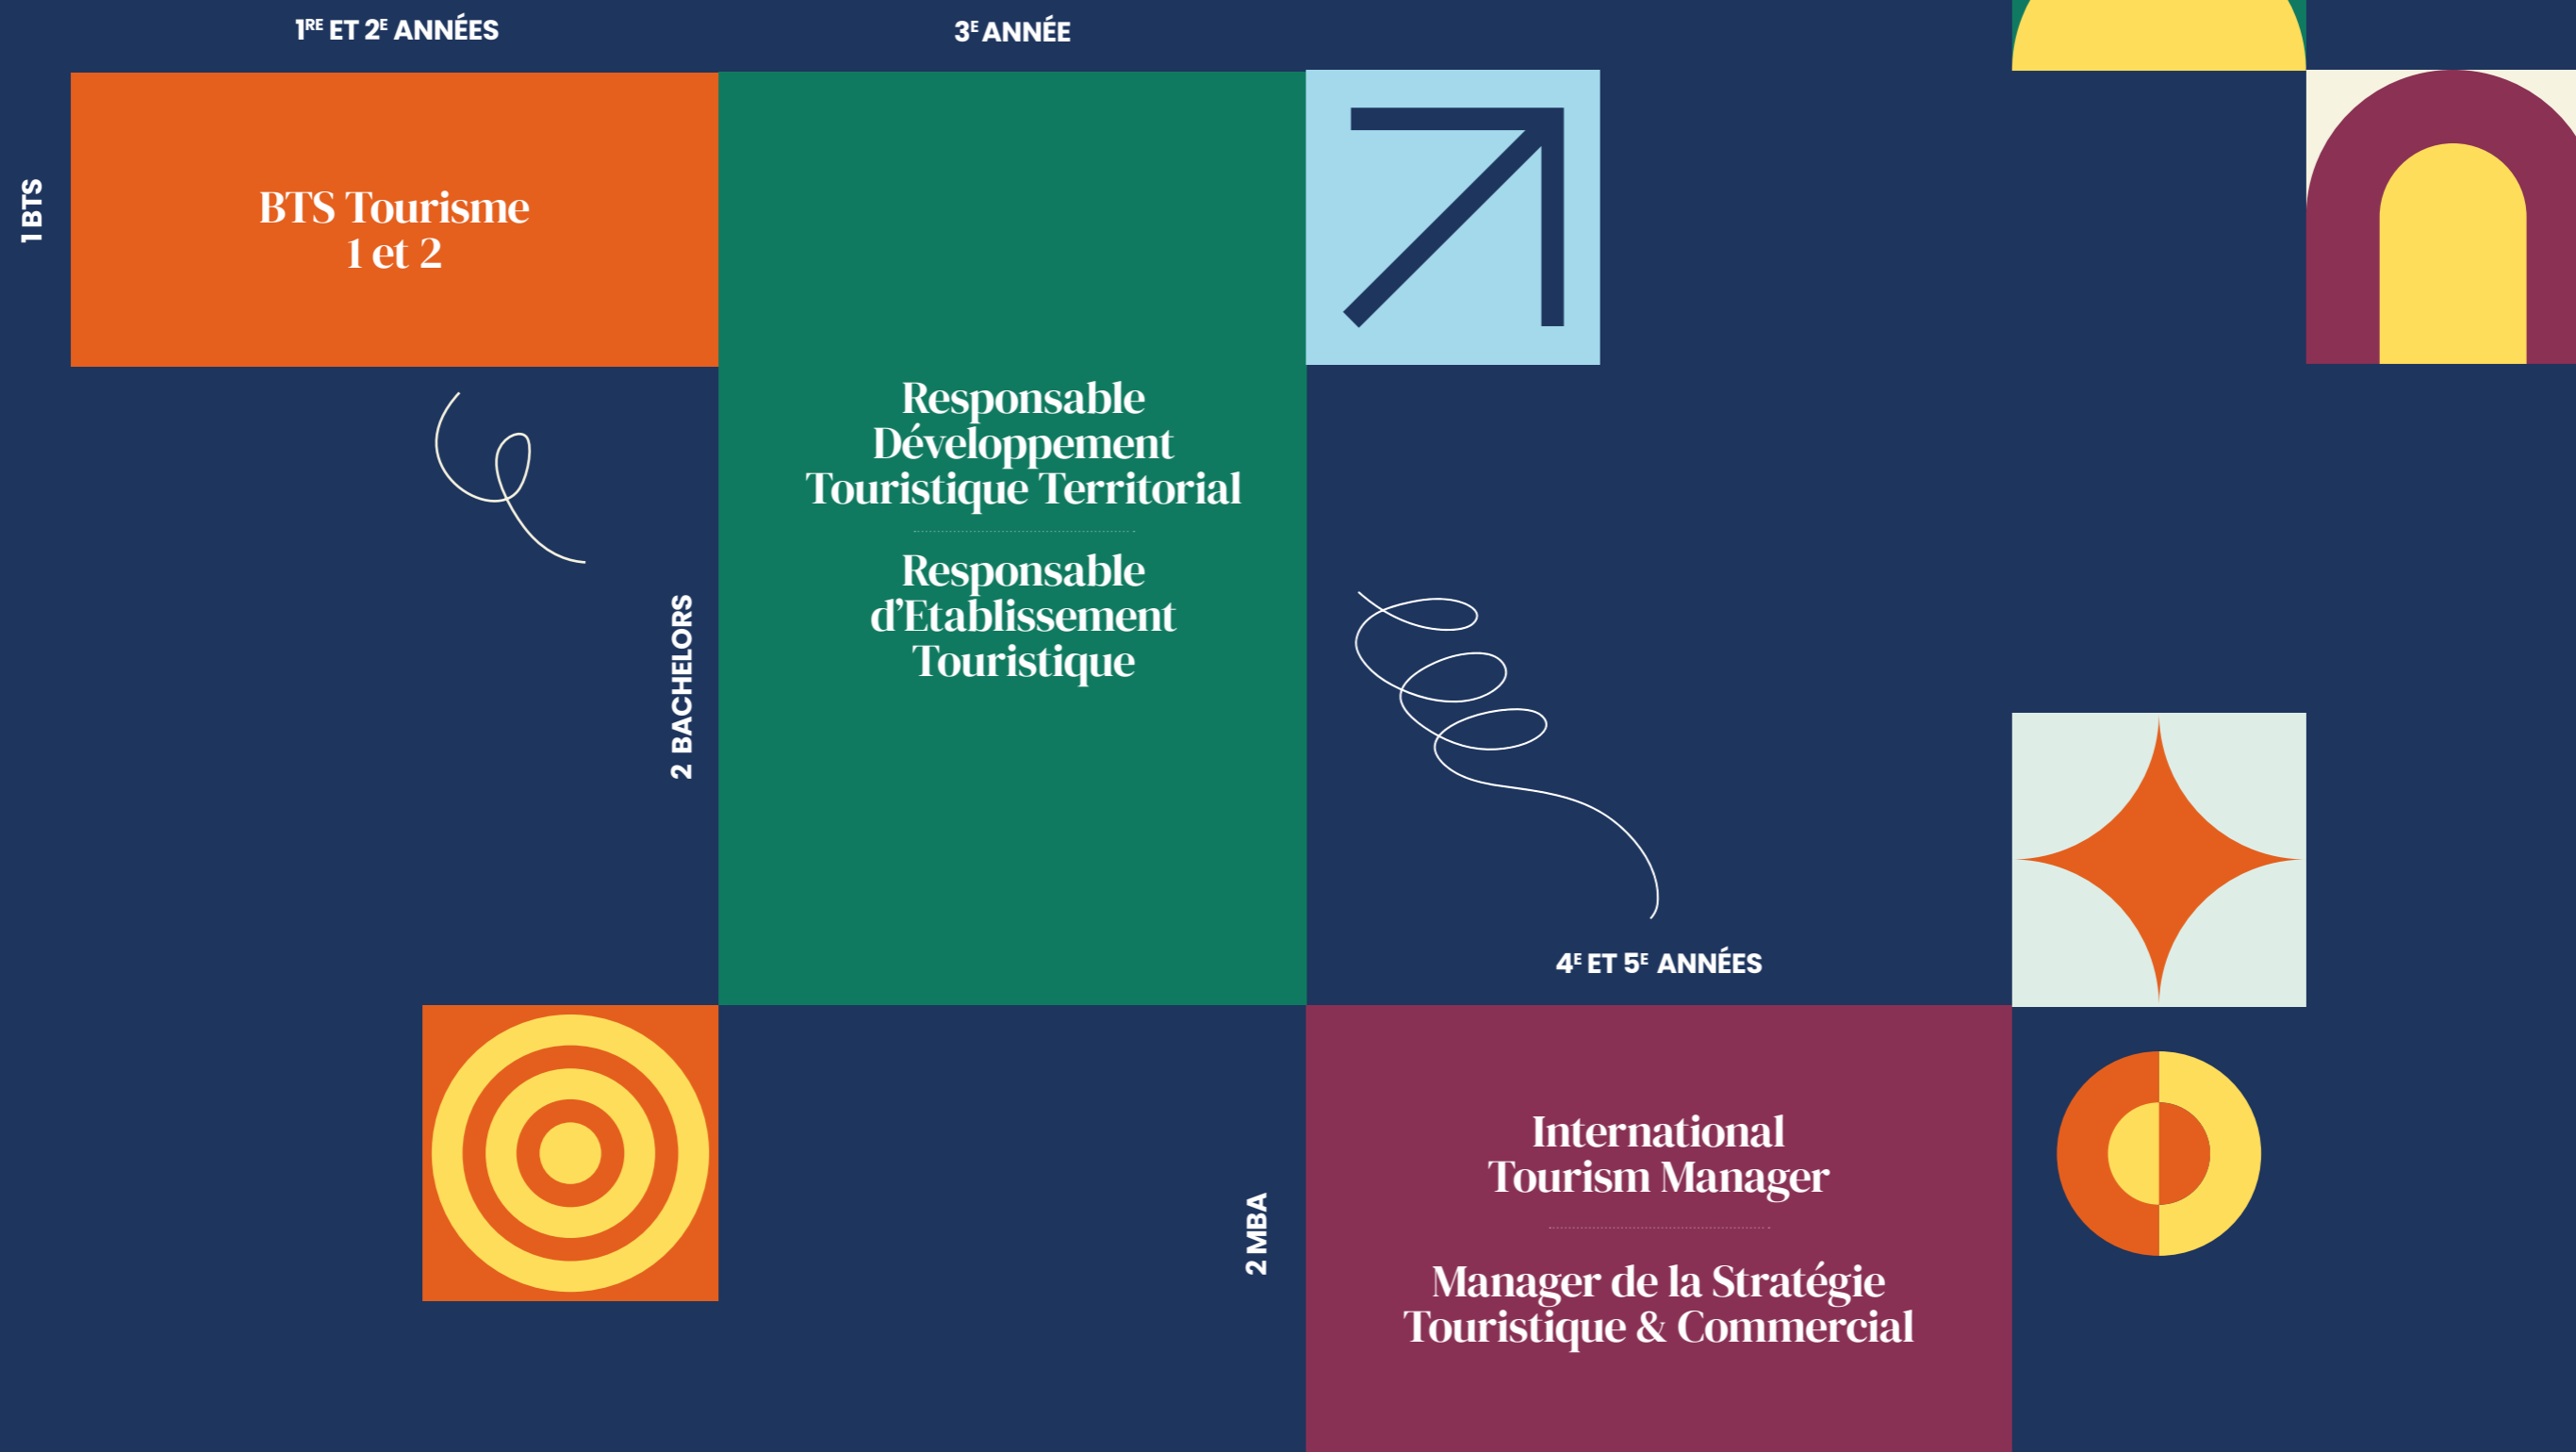 1RE ET 2E ANNÉES
3E ANNÉE
1 BTS
BTS Tourisme
1 et 2
2 BACHELORS
Responsable
Développement
Touristique Territorial
Responsable
d’Etablissement
Touristique
4E ET 5E ANNÉES
2 MBA
International
Tourism Manager
Manager de la Stratégie
Touristique & Commercial